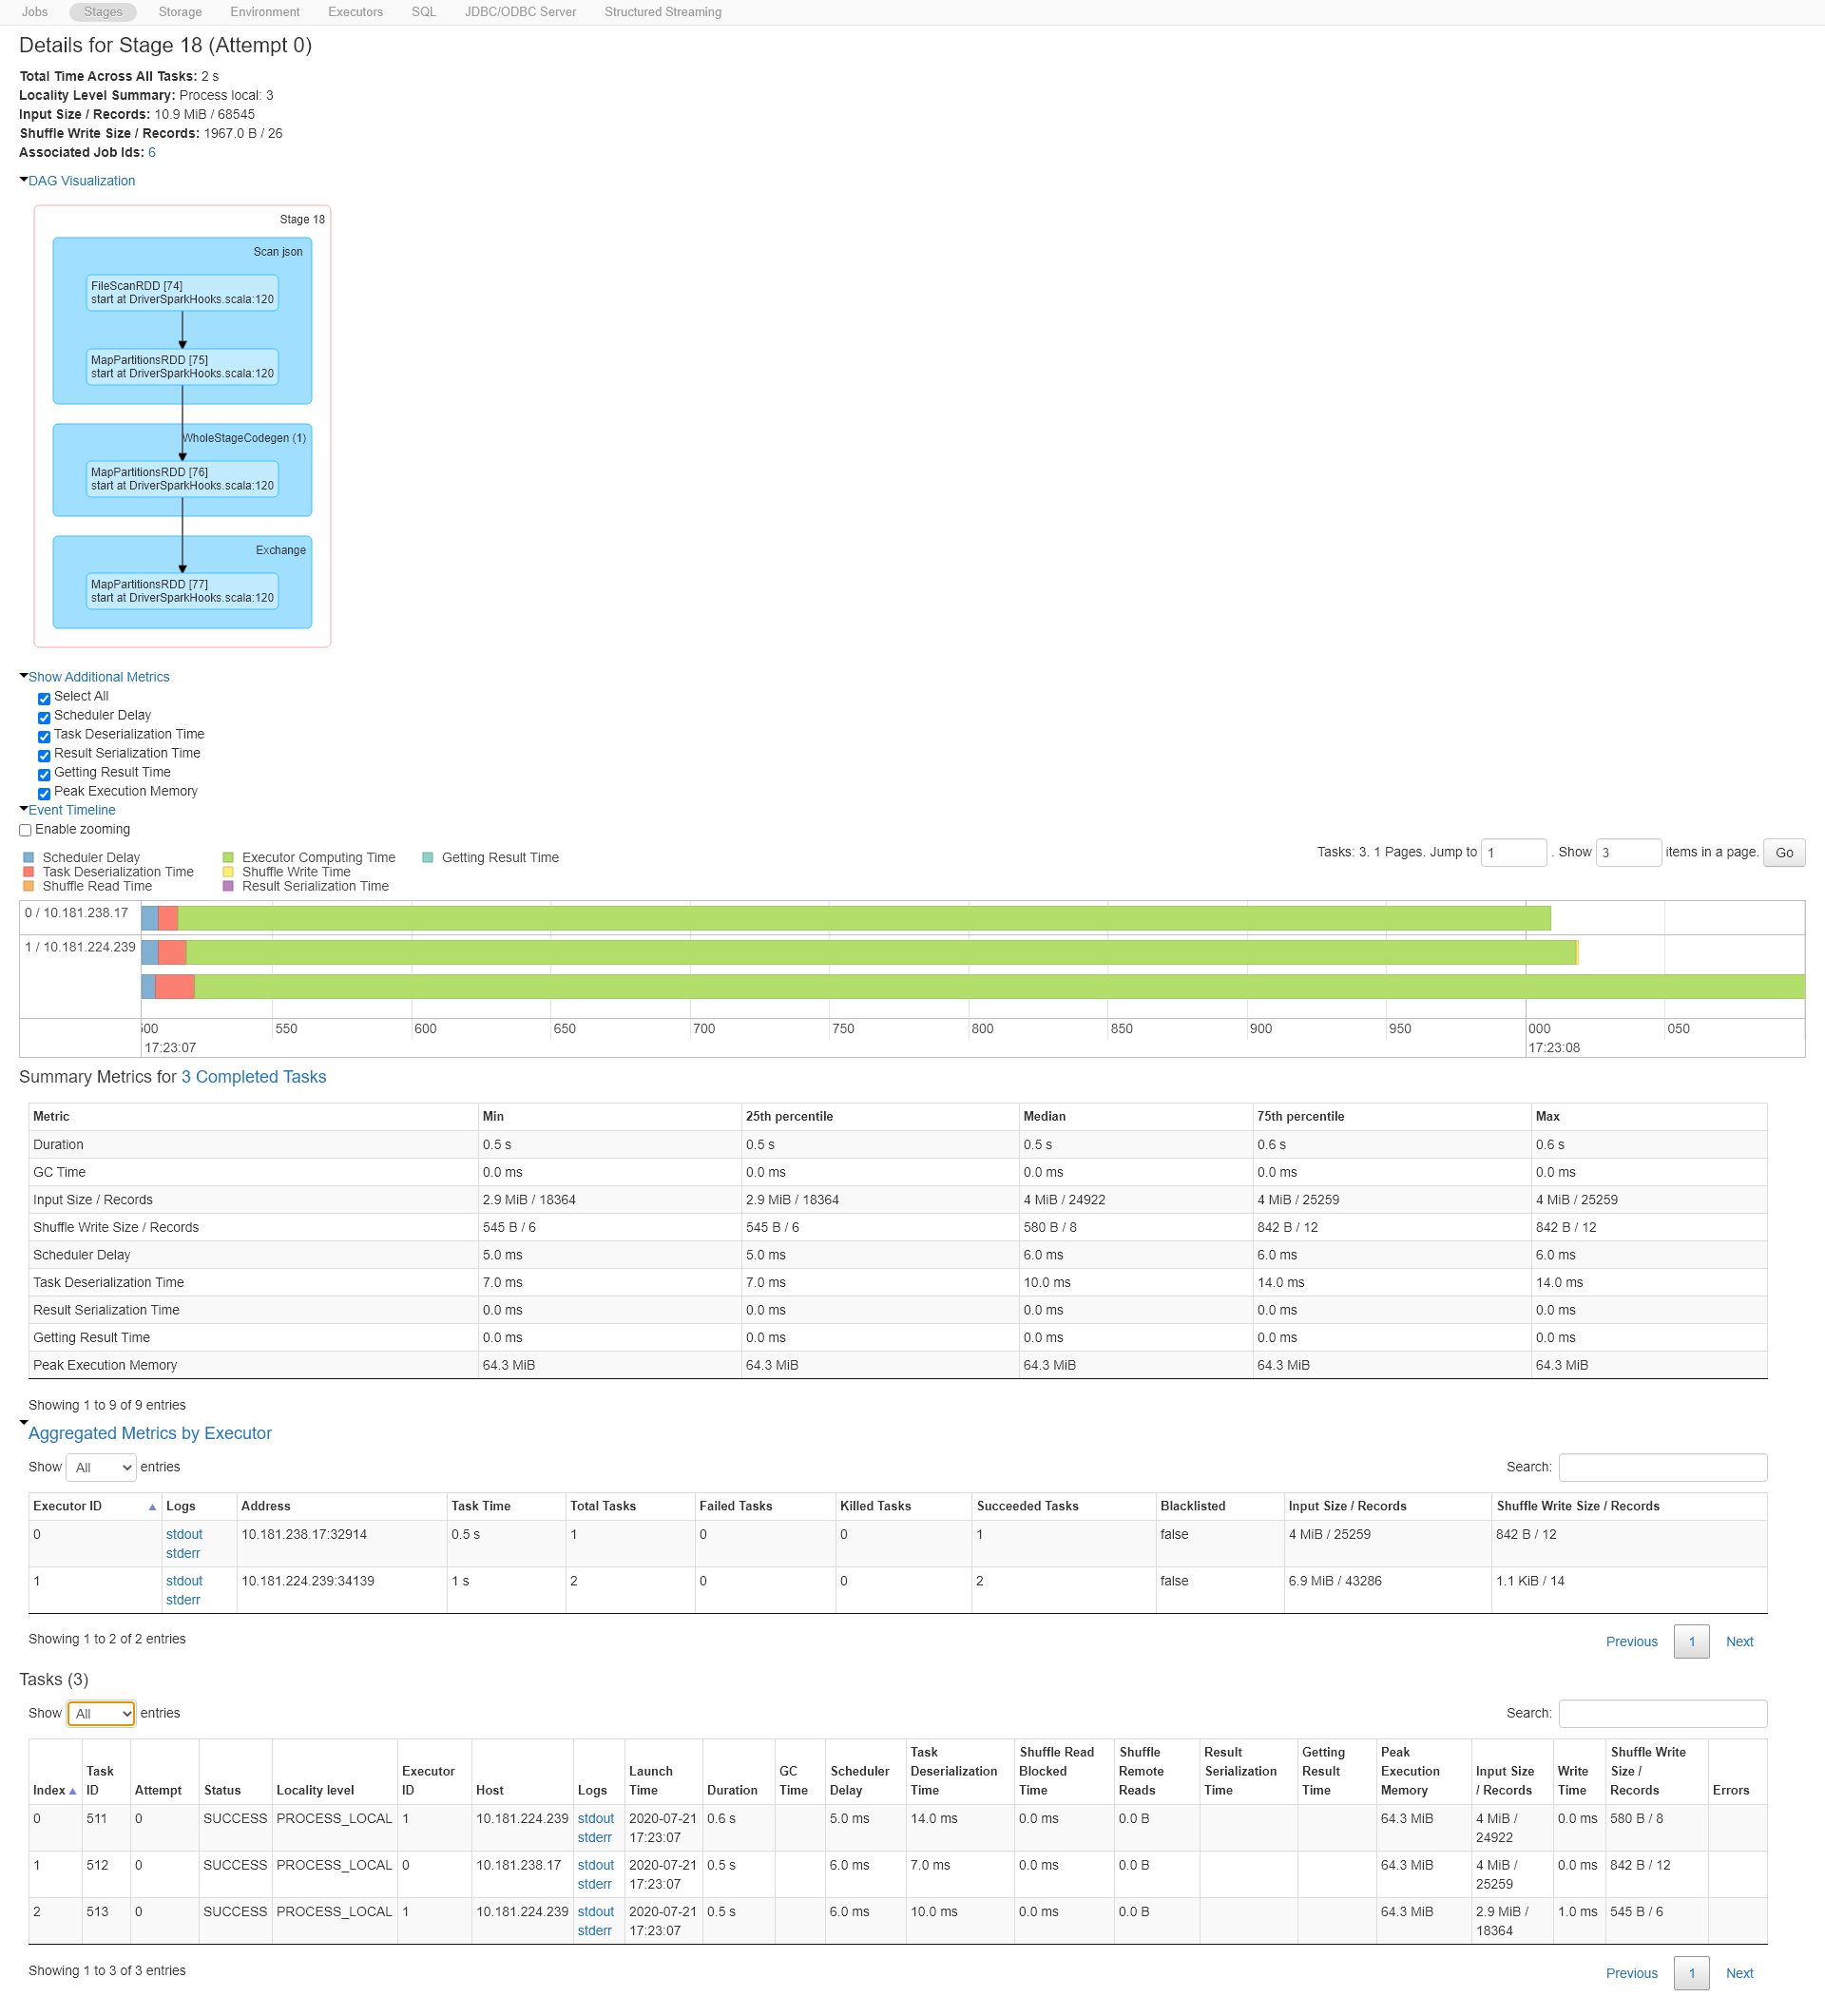 Jobs Stages Storage Environment Executors SQL JDBC/ODBC Server Structured Streaming
Details for Stage 18 (Attempt 0)
Total Time Across All Tasks: 2 s
Locality Level Summary: Process local: 3
Input Size / Records: 10.9 MiB / 68545
Shuffle Write Size / Records: 1967.0 B / 26
Associated Job Ids: 6
DAG Visualization
Stage 18
Scan json
FileScanRDD [74]
start at DriverSparkHooks.scala:120
MapPartitionsRDD [75]
start at DriverSparkHooks.scala:120
WholeStageCodegen (1)
MapPartitionsRDD [76]
start at DriverSparkHooks.scala:120
Exchange
MapPartitionsRDD [77]
start at DriverSparkHooks.scala:120
Show Additional Metrics
Select All
Scheduler Delay
Task Deserialization Time
Result Serialization Time
Getting Result Time
Peak Execution Memory
Event Timeline
Enable zooming
Tasks: 3. 1 Pages. Jump to 1 . Show 3 items in a page. Go
Scheduler Delay Executor Computing Time Getting Result Time
Task Deserialization Time Shuffle Write Time
Shuffle Read Time Result Serialization Time
0 / 10.181.238.17
1 / 10.181.224.239
500 550 600 650 700 750 800 850 900 950 000 050
17:23:07 17:23:08
Summary Metrics for 3 Completed Tasks
Metric Min 25th percentile Median 75th percentile Max
Duration 0.5 s 0.5 s 0.5 s 0.6 s 0.6 s
GC Time 0.0 ms 0.0 ms 0.0 ms 0.0 ms 0.0 ms
Input Size / Records 2.9 MiB / 18364 2.9 MiB / 18364 4 MiB / 24922 4 MiB / 25259 4 MiB / 25259
Shuffle Write Size / Records 545 B / 6 545 B / 6 580 B / 8 842 B / 12 842 B / 12
Scheduler Delay 5.0 ms 5.0 ms 6.0 ms 6.0 ms 6.0 ms
Task Deserialization Time 7.0 ms 7.0 ms 10.0 ms 14.0 ms 14.0 ms
Result Serialization Time 0.0 ms 0.0 ms 0.0 ms 0.0 ms 0.0 ms
Getting Result Time 0.0 ms 0.0 ms 0.0 ms 0.0 ms 0.0 ms
Peak Execution Memory 64.3 MiB 64.3 MiB 64.3 MiB 64.3 MiB 64.3 MiB
Showing 1 to 9 of 9 entries
Aggregated Metrics by Executor
Show All entries Search:
Executor ID Logs Address Task Time Total Tasks Failed Tasks Killed Tasks Succeeded Tasks Blacklisted Input Size / Records Shuffle Write Size / Records
0 stdout 10.181.238.17:32914 0.5 s 1 0 0 1 false 4 MiB / 25259 842 B / 12
stderr
1 stdout 10.181.224.239:34139 1 s 2 0 0 2 false 6.9 MiB / 43286 1.1 KiB / 14
stderr
Showing 1 to 2 of 2 entries Previous 1 Next
Tasks (3)
Show All entries Search:
Task Shuffle Read Shuffle Result Getting Peak Shuffle Write
Task Executor Launch GC Scheduler Deserialization Blocked Remote Serialization Result Execution Input Size Write Size /
Index ID Attempt Status Locality level ID Host Logs Time Duration Time Delay Time Time Reads Time Time Memory / Records Time Records Errors
0 511 0 SUCCESS PROCESS_LOCAL 1 10.181.224.239 stdout 2020-07-21 0.6 s 5.0 ms 14.0 ms 0.0 ms 0.0 B 64.3 MiB 4 MiB / 0.0 ms 580 B / 8
stderr 17:23:07 24922
1 512 0 SUCCESS PROCESS_LOCAL 0 10.181.238.17 stdout 2020-07-21 0.5 s 6.0 ms 7.0 ms 0.0 ms 0.0 B 64.3 MiB 4 MiB / 0.0 ms 842 B / 12
stderr 17:23:07 25259
2 513 0 SUCCESS PROCESS_LOCAL 1 10.181.224.239 stdout 2020-07-21 0.5 s 6.0 ms 10.0 ms 0.0 ms 0.0 B 64.3 MiB 2.9 MiB / 1.0 ms 545 B / 6
stderr 17:23:07 18364
Showing 1 to 3 of 3 entries Previous 1 Next